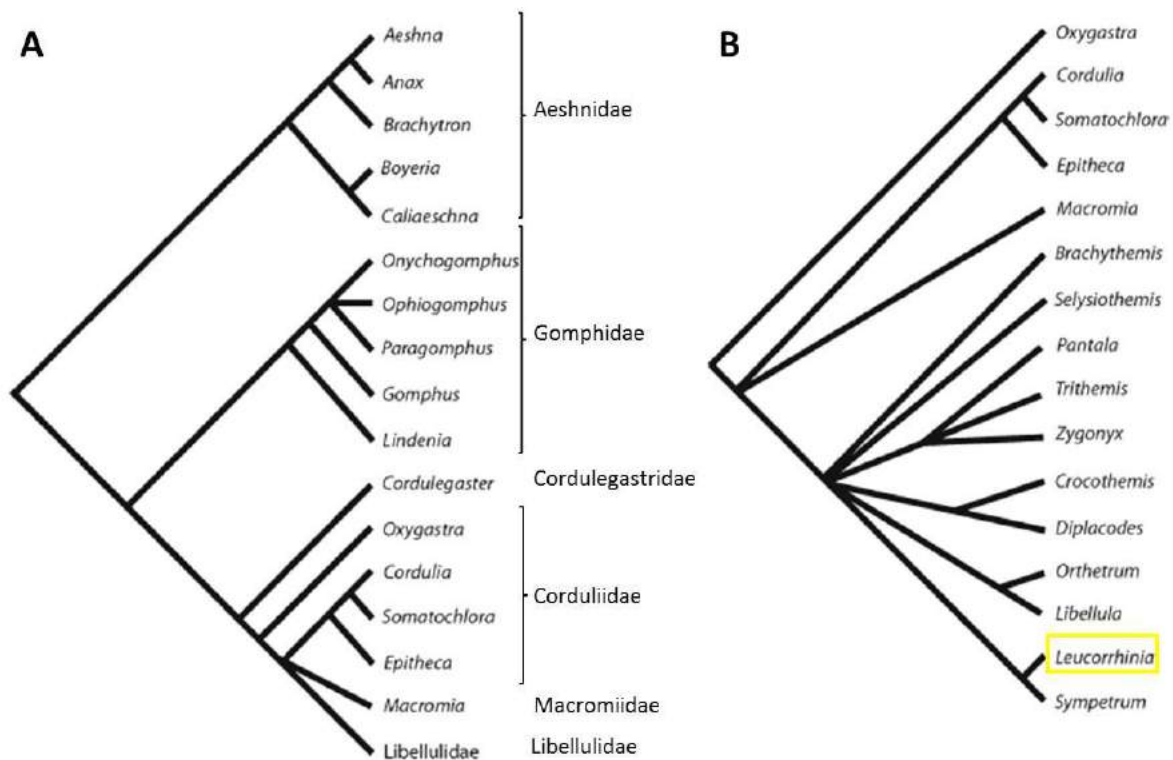 A
Aeshna
Anax
Brachytron
Boyeria
Caliaeschna
Aeshnidae
Onychogomphus
Ophiogomphus
Paragomphus
Gomphus
Lindenia
Gomphidae
Cordulegaster
Cordulegastridae
Oxygastra
Cordulia
Somatochlora
Epitheca
Corduliidae
Macromia
Macromiidae
Libellulidae
Libellulidae
B
Oxygastra
Cordulia
Somatochlora
Epitheca
Macromia
Brachythemis
Selysiothemis
Pantala
Trithemis
Zygonyx
Crocothemis
Diplacodes
Orthetrum
Libellula
Leucorrhinia
Sympetrum